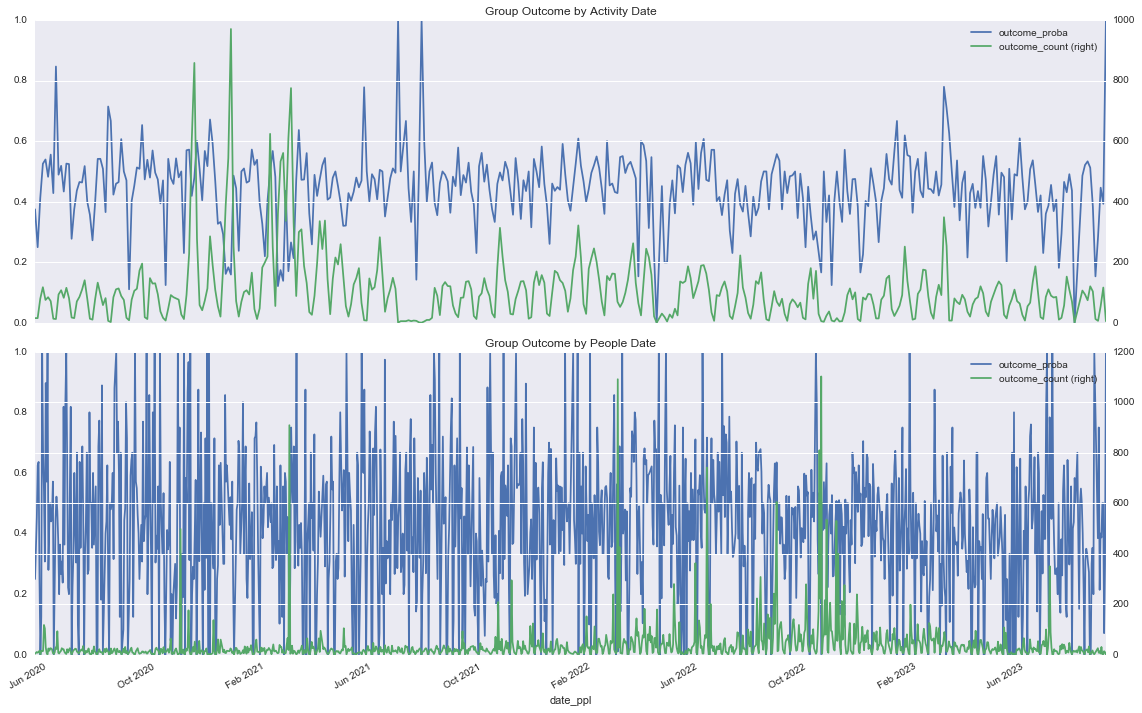 Group Outcome by Activity Date
1.0
0.8
0.6
0.4
0.2
0.0
outcome_proba
outcome_count (right)
1000
800
600
400
200
0
Group Outcome by People Date
1.0
0.8
0.6
0.4
0.2
0.0
outcome_proba
outcome_count (right)
1200
1000
800
600
400
200
0
Jun 2020
Oct 2020
Feb 2021
Jun 2021
Oct 2021
Feb 2022
Jun 2022
Oct 2022
Feb 2023
Jun 2023
date_ppl